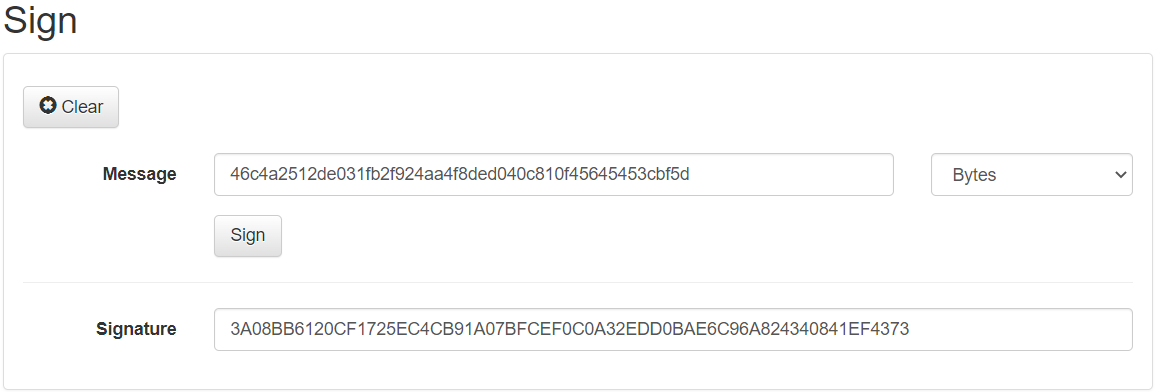 Sign
Clear
Message 46c4a2512de031fb2f924aa4f8ded040c810f45645453cbf5d Bytes
Sign
Signature 3A08BB6120CF1725EC4CB91A07BFCEF0C0A32EDD0BAE6C96A824340841EF4373